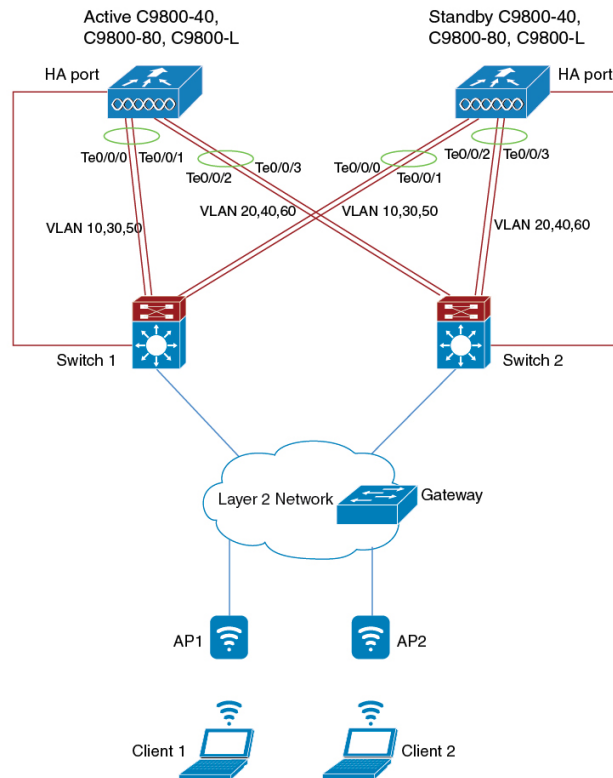 Active C9800-40,
C9800-80, C9800-L
Standby C9800-40,
C9800-80, C9800-L
HA port
HA port
Te0/0/0
Te0/0/1
Te0/0/2
Te0/0/3
Te0/0/0
Te0/0/1
Te0/0/2
Te0/0/3
VLAN 10,30,50
VLAN 20,40,60
VLAN 10,30,50
VLAN 20,40,60
Switch 1
Switch 2
Layer 2 Network
Gateway
AP1
AP2
Client 1
Client 2